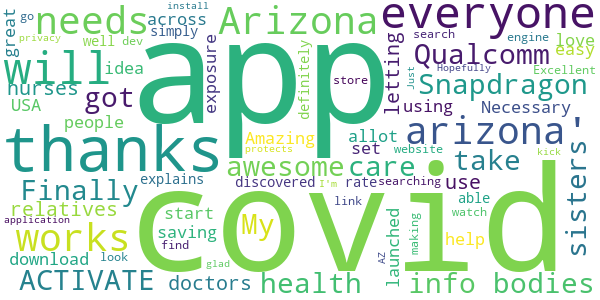 needs Arizona everyone
across install
go great privacy well dev simply
exposure
search engine love
Hopefully
Qualcomm easy
will idea app letting
nurses got definitely store Snapdragon
Just Excellent
USA people using Necessary
thanks Amazing allot set arizona'
website
protects kick
Finally explains awesome care take
discovered rate searching use
I'm
relatives My link able
application start watch
works saving help launched
find making
download look covid AZ sisters'
glad
ACTIVATE doctors health info bodies